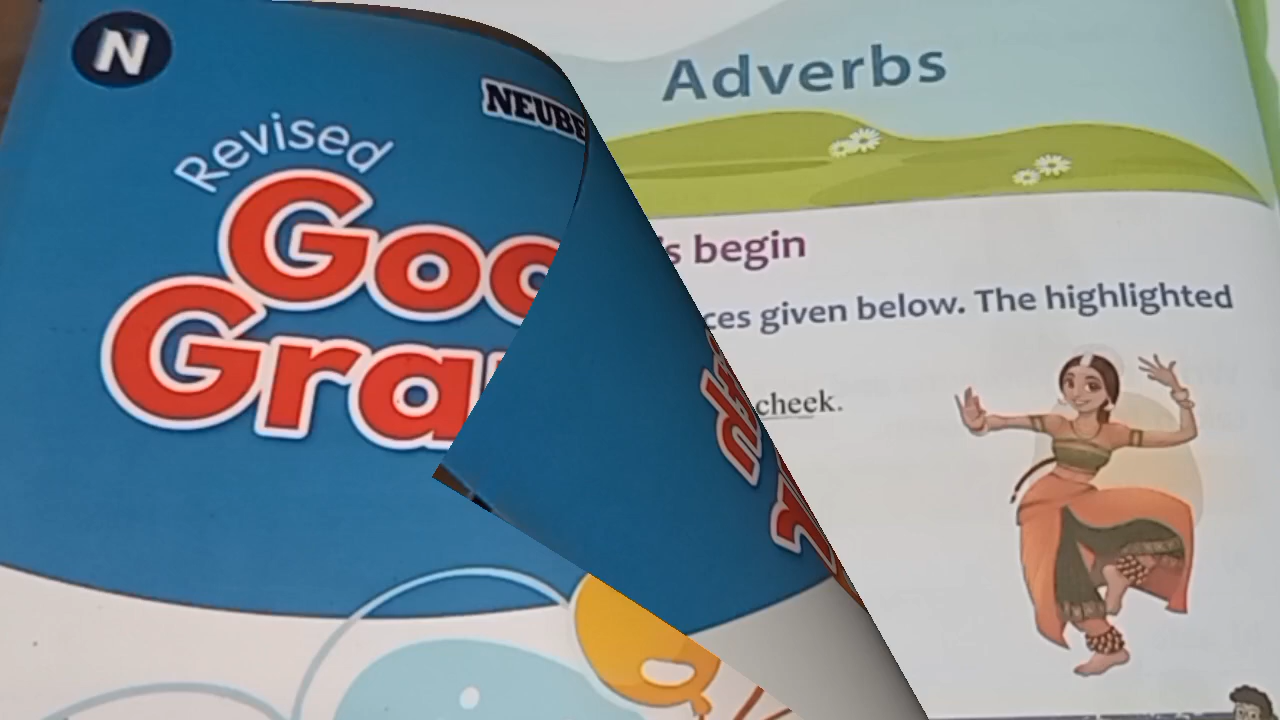 N
NEUBE
Revised
Goo
Gra
Adverbs
's begin
ces given below. The highlighted
cheek.